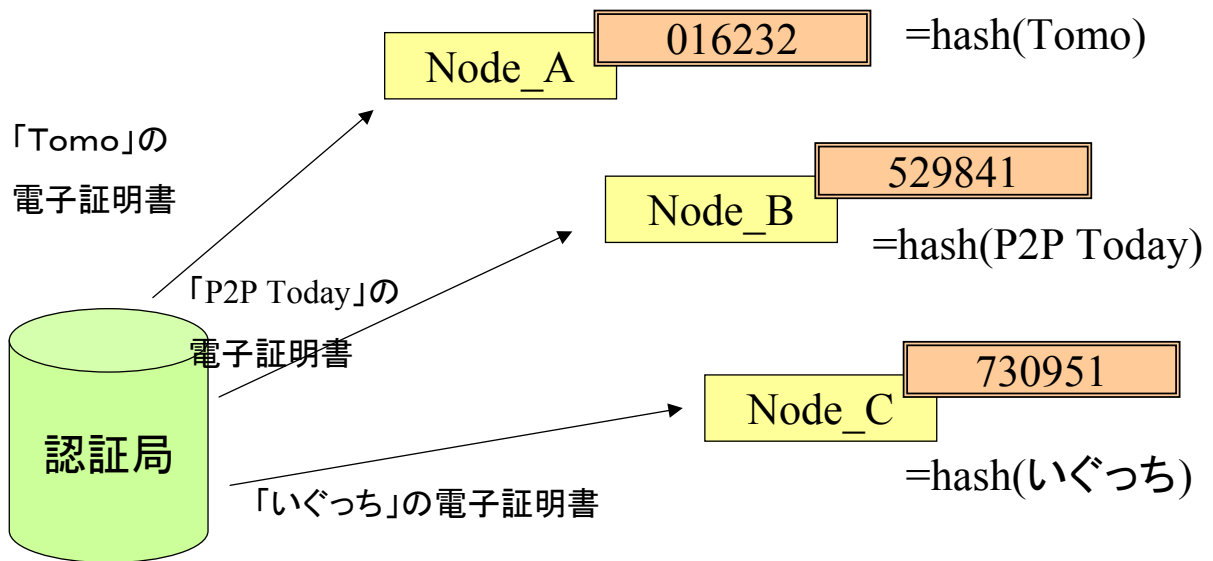 016232
=hash(Tomo)
Node_A
「Tomo」の
電子証明書
529841
Node_B
=hash(P2P Today)
「P2P Today」の
電子証明書
730951
Node_C
認証局
=hash(いぐっち)
「いぐっち」の電子証明書